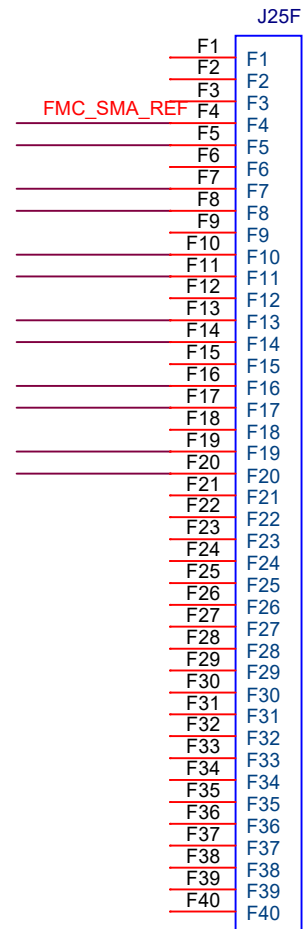 J25F
F1 F1
F2 F2
F3 F3
FMC_SMA_REF F4 F4
F5 F5
F6 F6
F7 F7
F8 F8
F9 F9
F10 F10
F11 F11
F12 F12
F13 F13
F14 F14
F15 F15
F16 F16
F17 F17
F18 F18
F19 F19
F20 F20
F21 F21
F22 F22
F23 F23
F24 F24
F25 F25
F26 F26
F27 F27
F28 F28
F29 F29
F30 F30
F31 F31
F32 F32
F33 F33
F34 F34
F35 F35
F36 F36
F37 F37
F38 F38
F39 F39
F40 F40